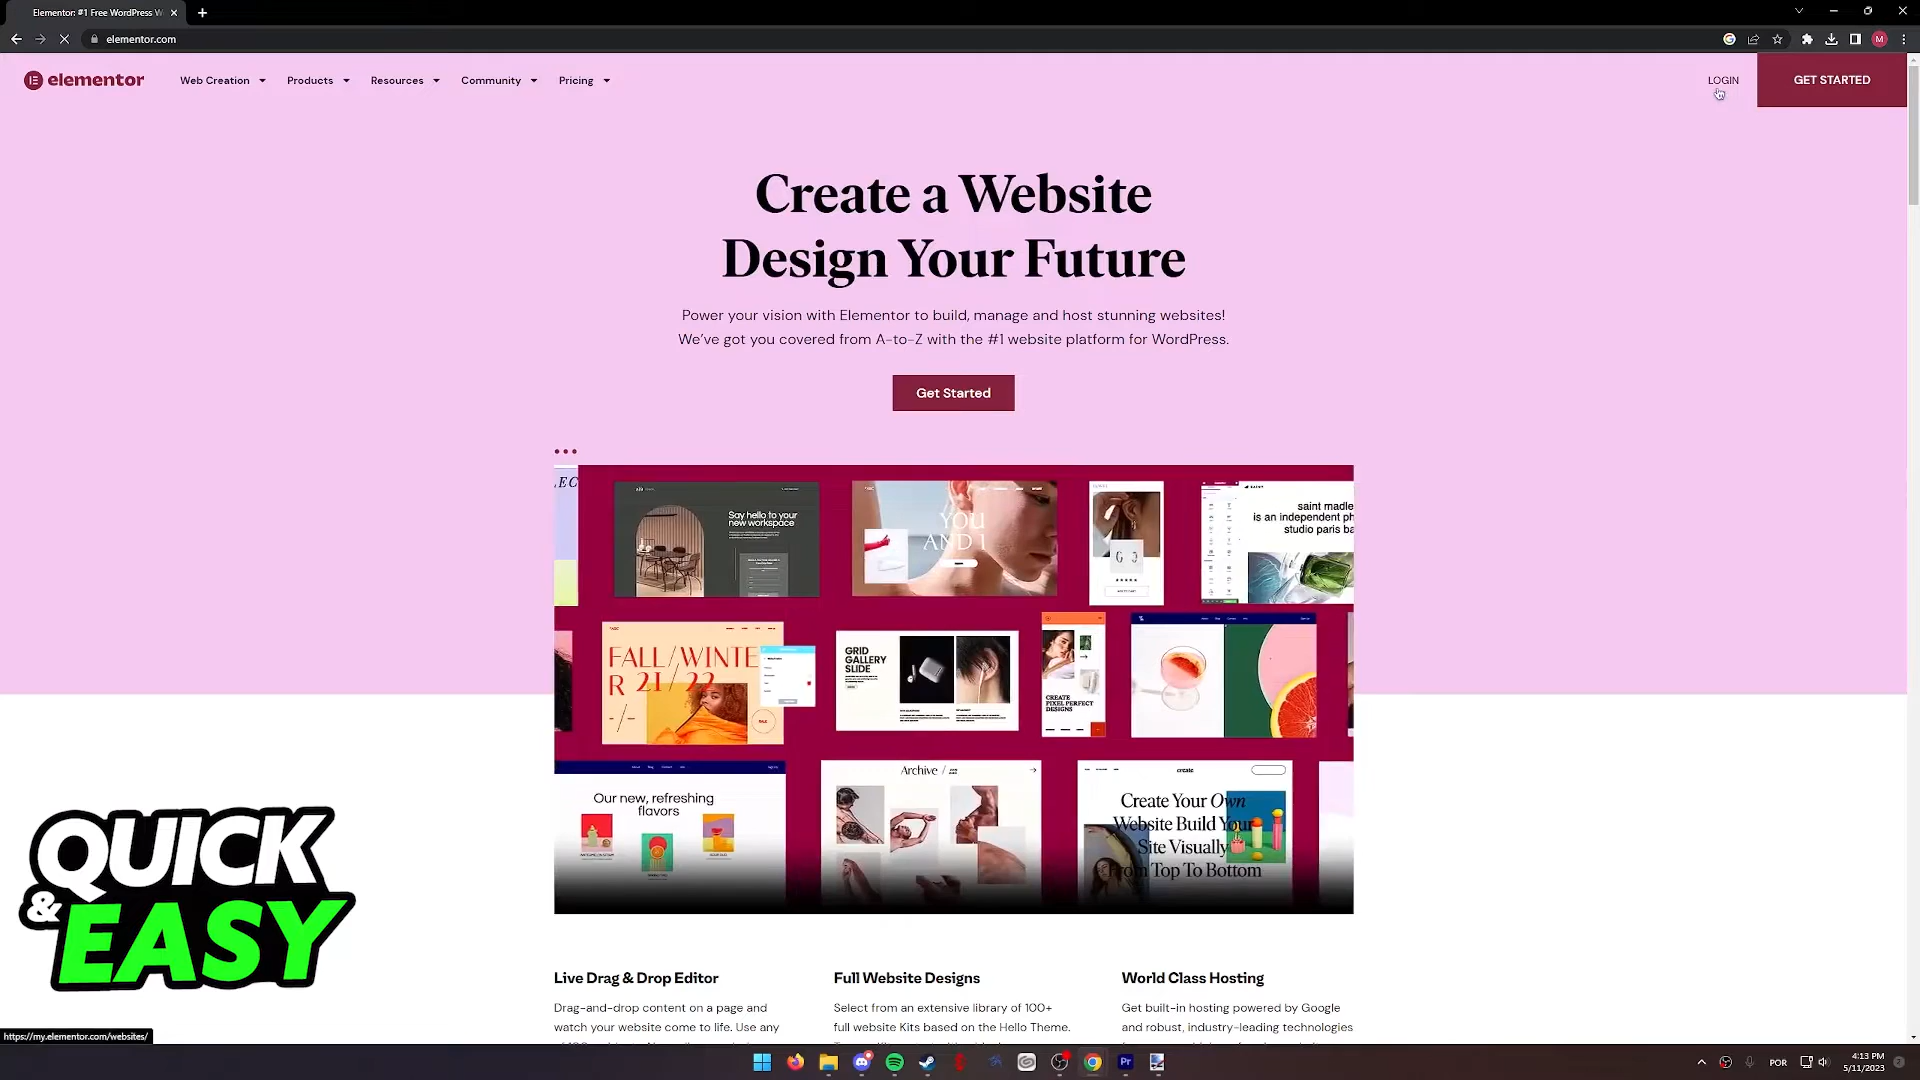 Elementor: #1 Free WordPress W
elementor.com
elementor
Web Creation
Products
Resources
Community
Pricing
LOGIN
GET STARTED
Create a Website
Design Your Future
Power your vision with Elementor to build, manage and host stunning websites!
We've got you covered from A-to-Z with the #1 website platform for WordPress.
Get Started
LEC
Say hello to your
new workspace
YOU
AND I
saint madle
is an independent ph
studio paris ba
FALL/WINTE
R 21/22
SALE
GRID
GALLERY
SLIDE
CREATE
PIXEL PERFECT
DESIGNS
Our new, refreshing
flavors
Archive /
create
Create Your Own
Website Build Your
Site Visually
From Top To Bottom
QUICK
& EASY
Live Drag & Drop Editor
Drag-and-drop content on a page and
watch your website come to life. Use any
Full Website Designs
Select from an extensive library of 100+
full website Kits based on the Hello Theme.
World Class Hosting
Get built-in hosting powered by Google
and robust, industry-leading technologies
https://my.elementor.com/websites/
POR
4:13 PM
5/11/2023